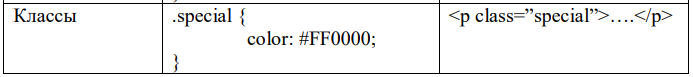 Классы .special { <p class=”special”>….</p>
color: #FF0000;
}